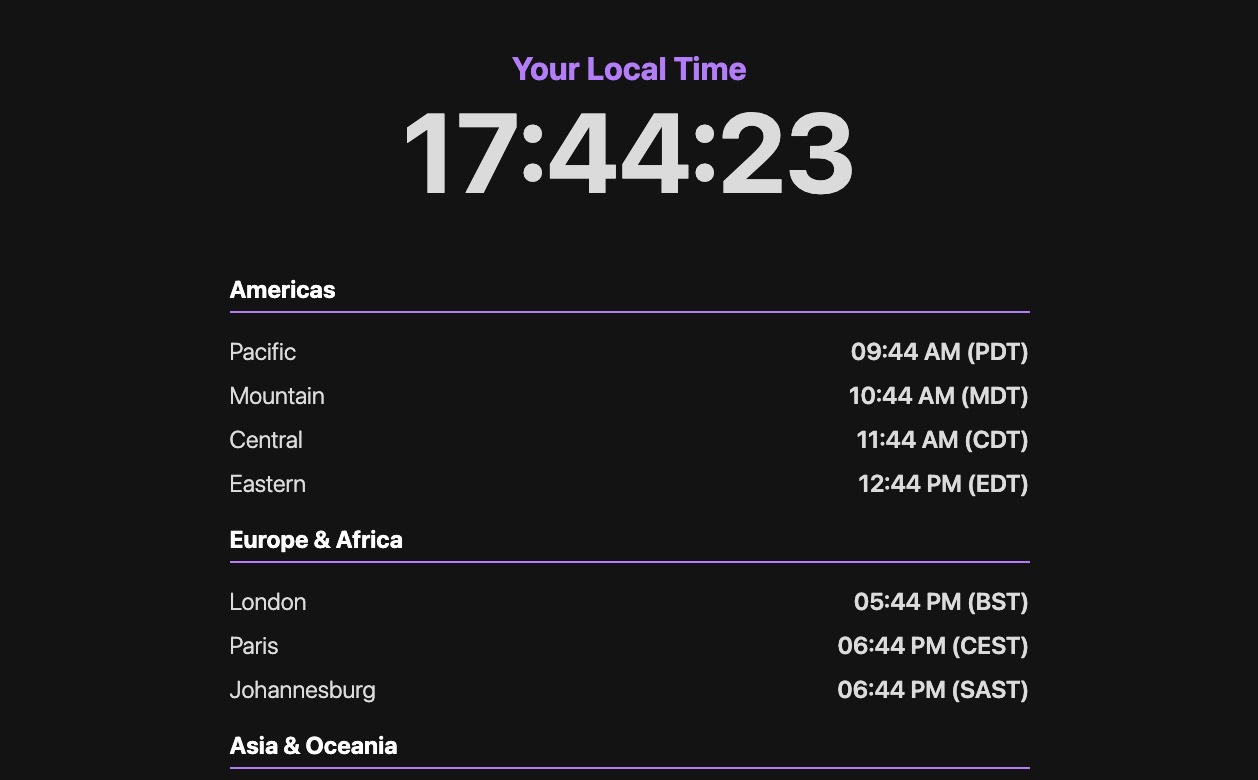 Your Local Time
17:44:23
Americas
Pacific 09:44 AM (PDT)
Mountain 10:44 AM (MDT)
Central 11:44 AM (CDT)
Eastern 12:44 PM (EDT)
Europe & Africa
London 05:44 PM (BST)
Paris 06:44 PM (CEST)
Johannesburg 06:44 PM (SAST)
Asia & Oceania